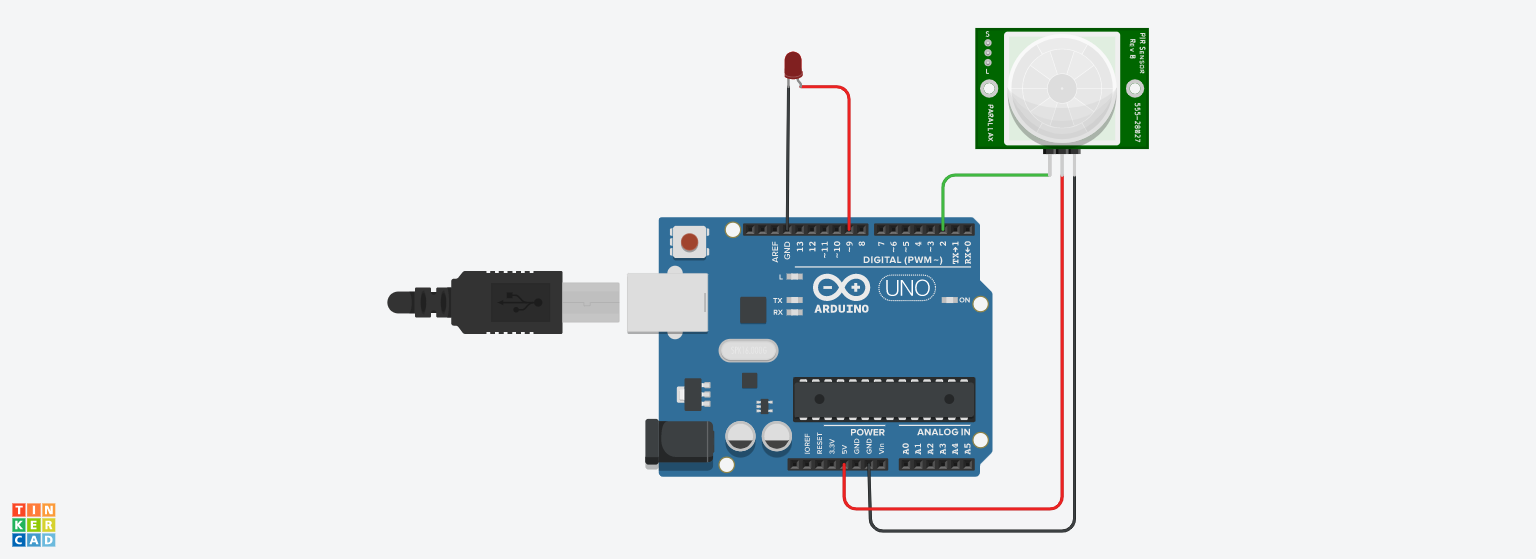 S
L
PARALLAX
PIR SENSOR
REV B
555-28027
AREF
GND
13
12
~11
~10
~9
8
7
~6
~5
4
~3
2
TX→1
RX←0
DIGITAL (PWM~)
L
TX
RX
ARDUINO
UNO
ON
IOREF
RESET
3.3V
5V
GND
GND
Vin
POWER
ANALOG IN
A0
A1
A2
A3
A4
A5
TIN
KER
CAD